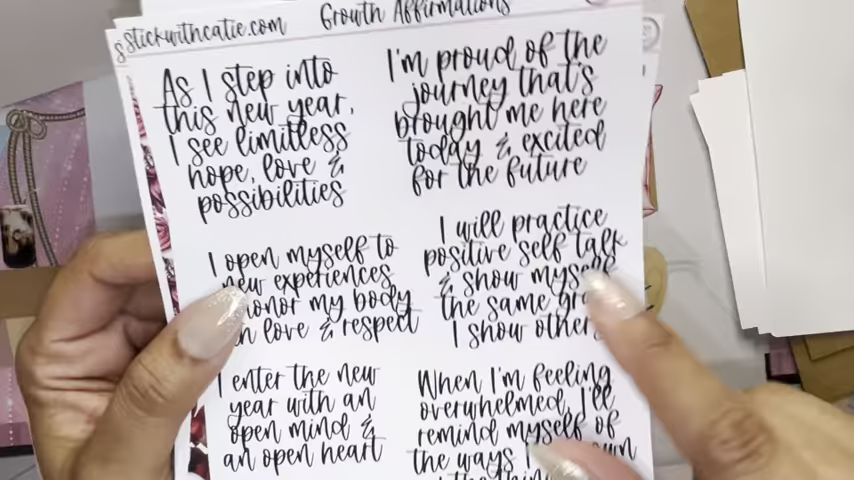 stickwithcatie.com
Growth Affirmations
As I step into
this new year,
I see limitless
hope, love &
possibilities
I'm proud of the
journey that's
brought me here
today & excited
for the future
I open myself to
new experiences
honor my body
love & respect
I will practice
positive self talk
& show myself
the same
I show others
I enter the new
year with an
open mind &
an open heart
When I'm feeling
overwhelmed, I'll
remind myself of
the ways